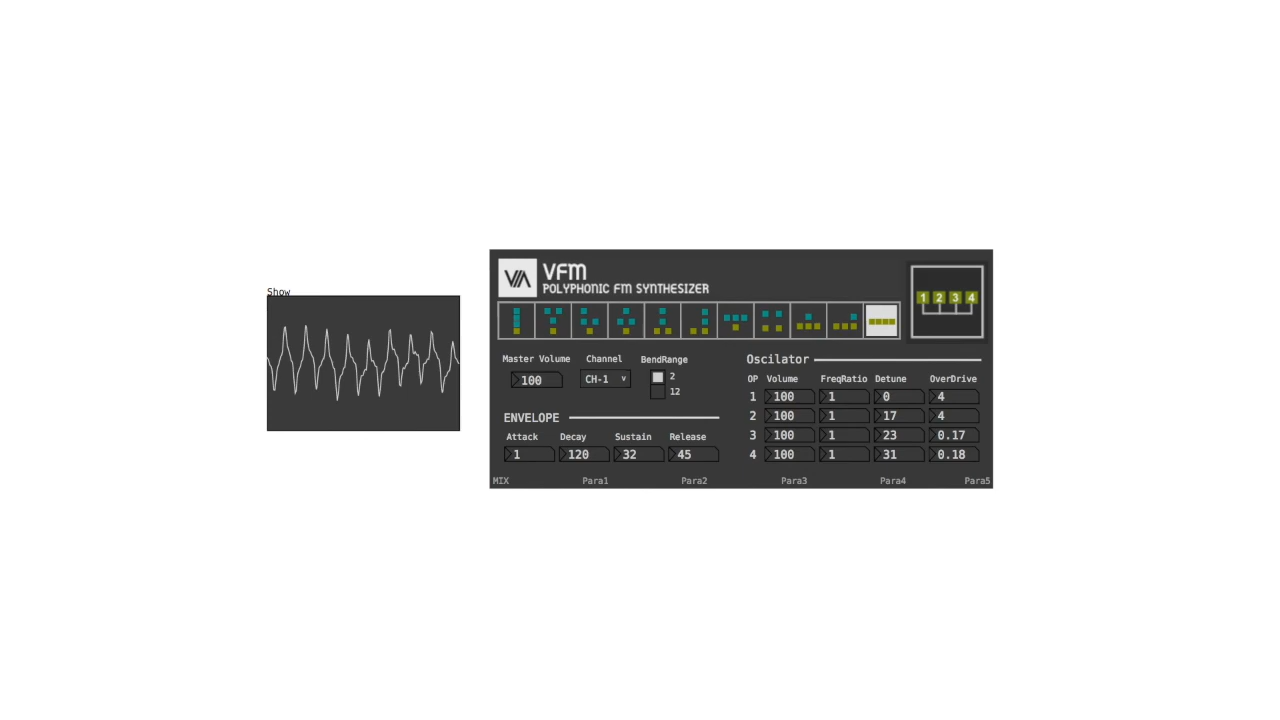 Show
VA
VFM
POLYPHONIC FM SYNTHESIZER
1 2 3 4
Master Volume Channel BendRange
100 CH-1 v 2
12
ENVELOPE
Attack Decay Sustain Release
1 120 32 45
Oscilator
OP Volume FreqRatio Detune OverDrive
1 100 1 0 4
2 100 1 17 4
3 100 1 23 0.17
4 100 1 31 0.18
MIX Para1 Para2 Para3 Para4 Para5